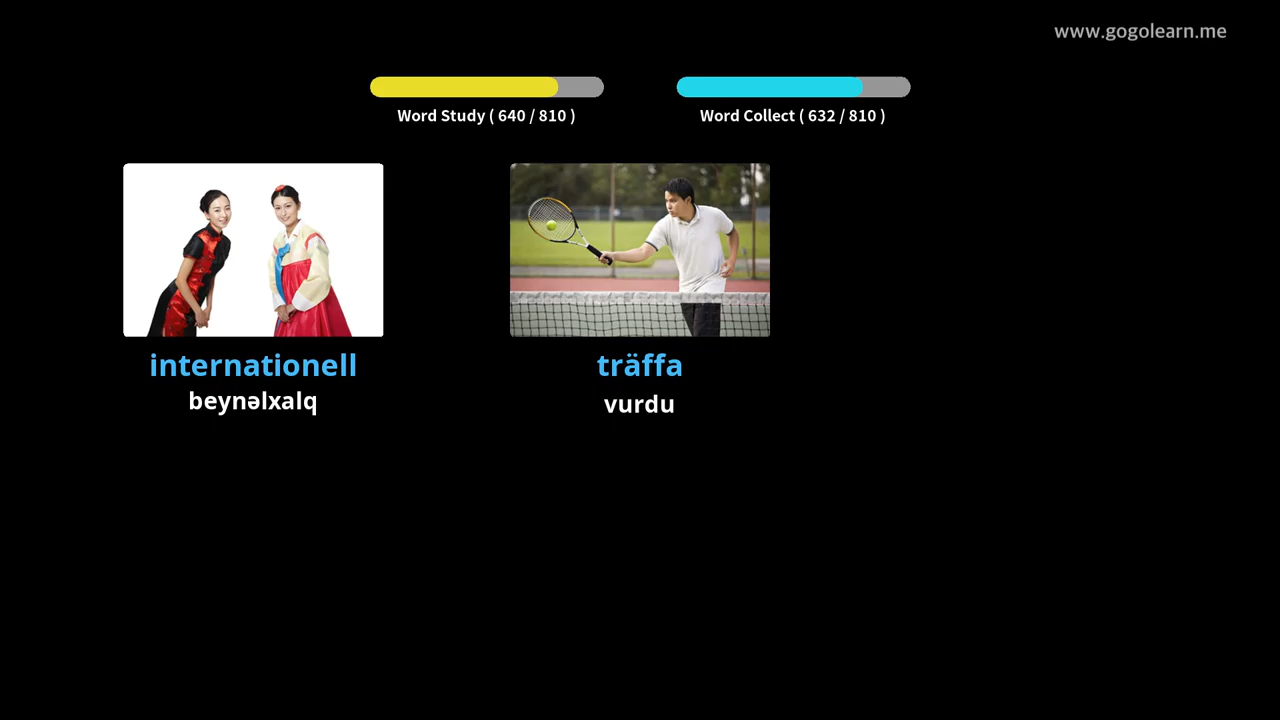 www.gogolearn.me
Word Study ( 640 / 810 )
Word Collect ( 632 / 810 )
internationell
beynəlxalq
träffa
vurdu